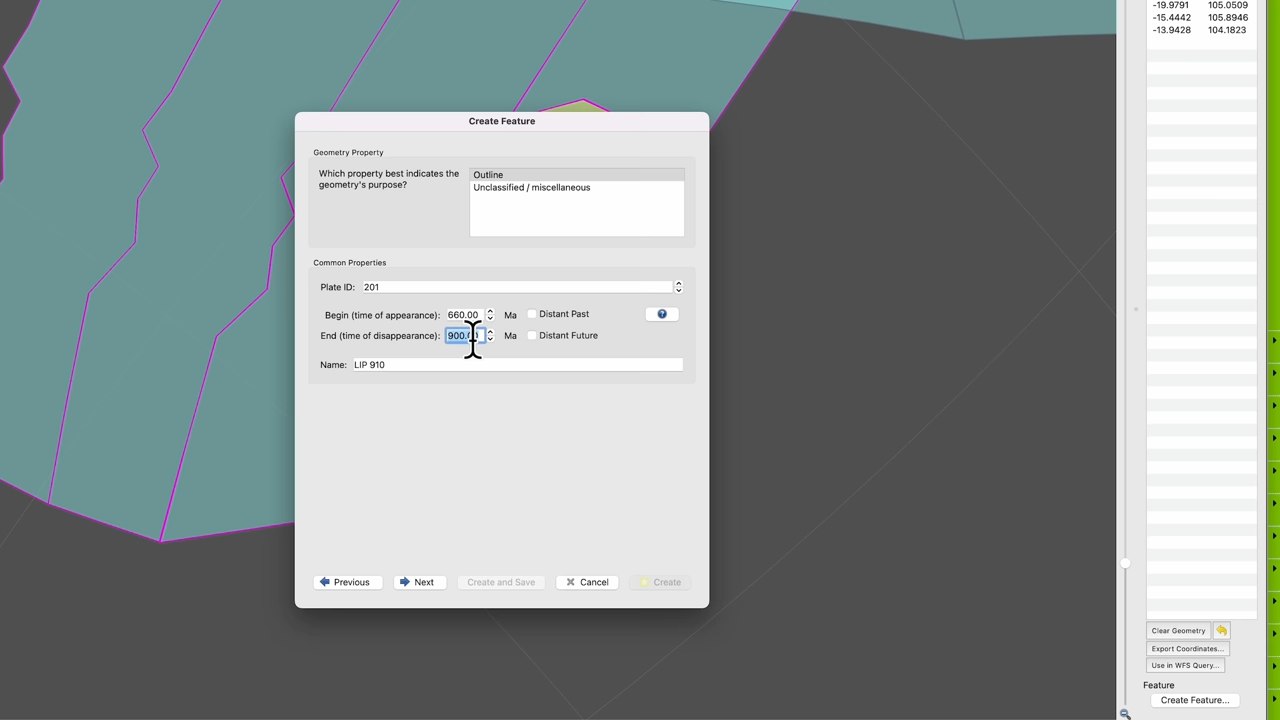 -19.9791 105.0509
-15.4442 105.8946
-13.9428 104.1823
Create Feature
Geometry Property
Which property best indicates the geometry's purpose?
Outline
Unclassified / miscellaneous
Common Properties
Plate ID: 201
Begin (time of appearance): 660.00 Ma Distant Past ?
End (time of disappearance): 900.00 Ma Distant Future
Name: LIP 910
Previous Next Create and Save Cancel Create
Clear Geometry
Export Coordinates...
Use in WFS Query...
Feature
Create Feature...